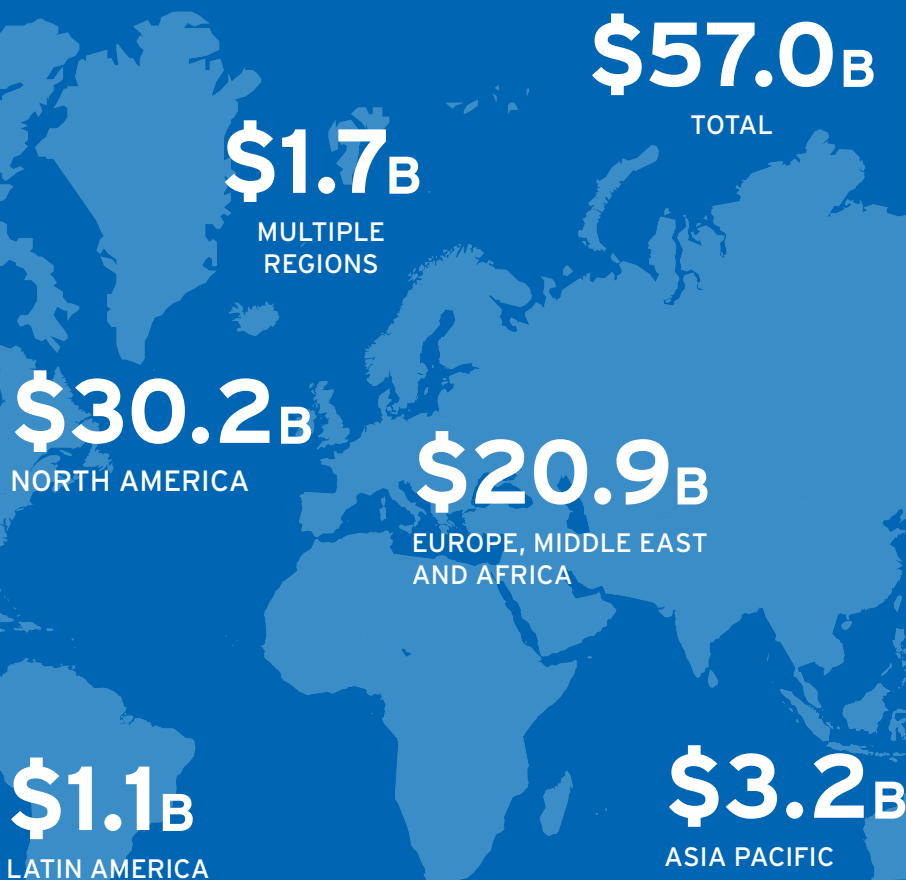 $57.0B
TOTAL
$1.7B
MULTIPLE
REGIONS
$30.2B
NORTH AMERICA
$20.9B
EUROPE, MIDDLE EAST
AND AFRICA
$1.1B
LATIN AMERICA
$3.2B
ASIA PACIFIC